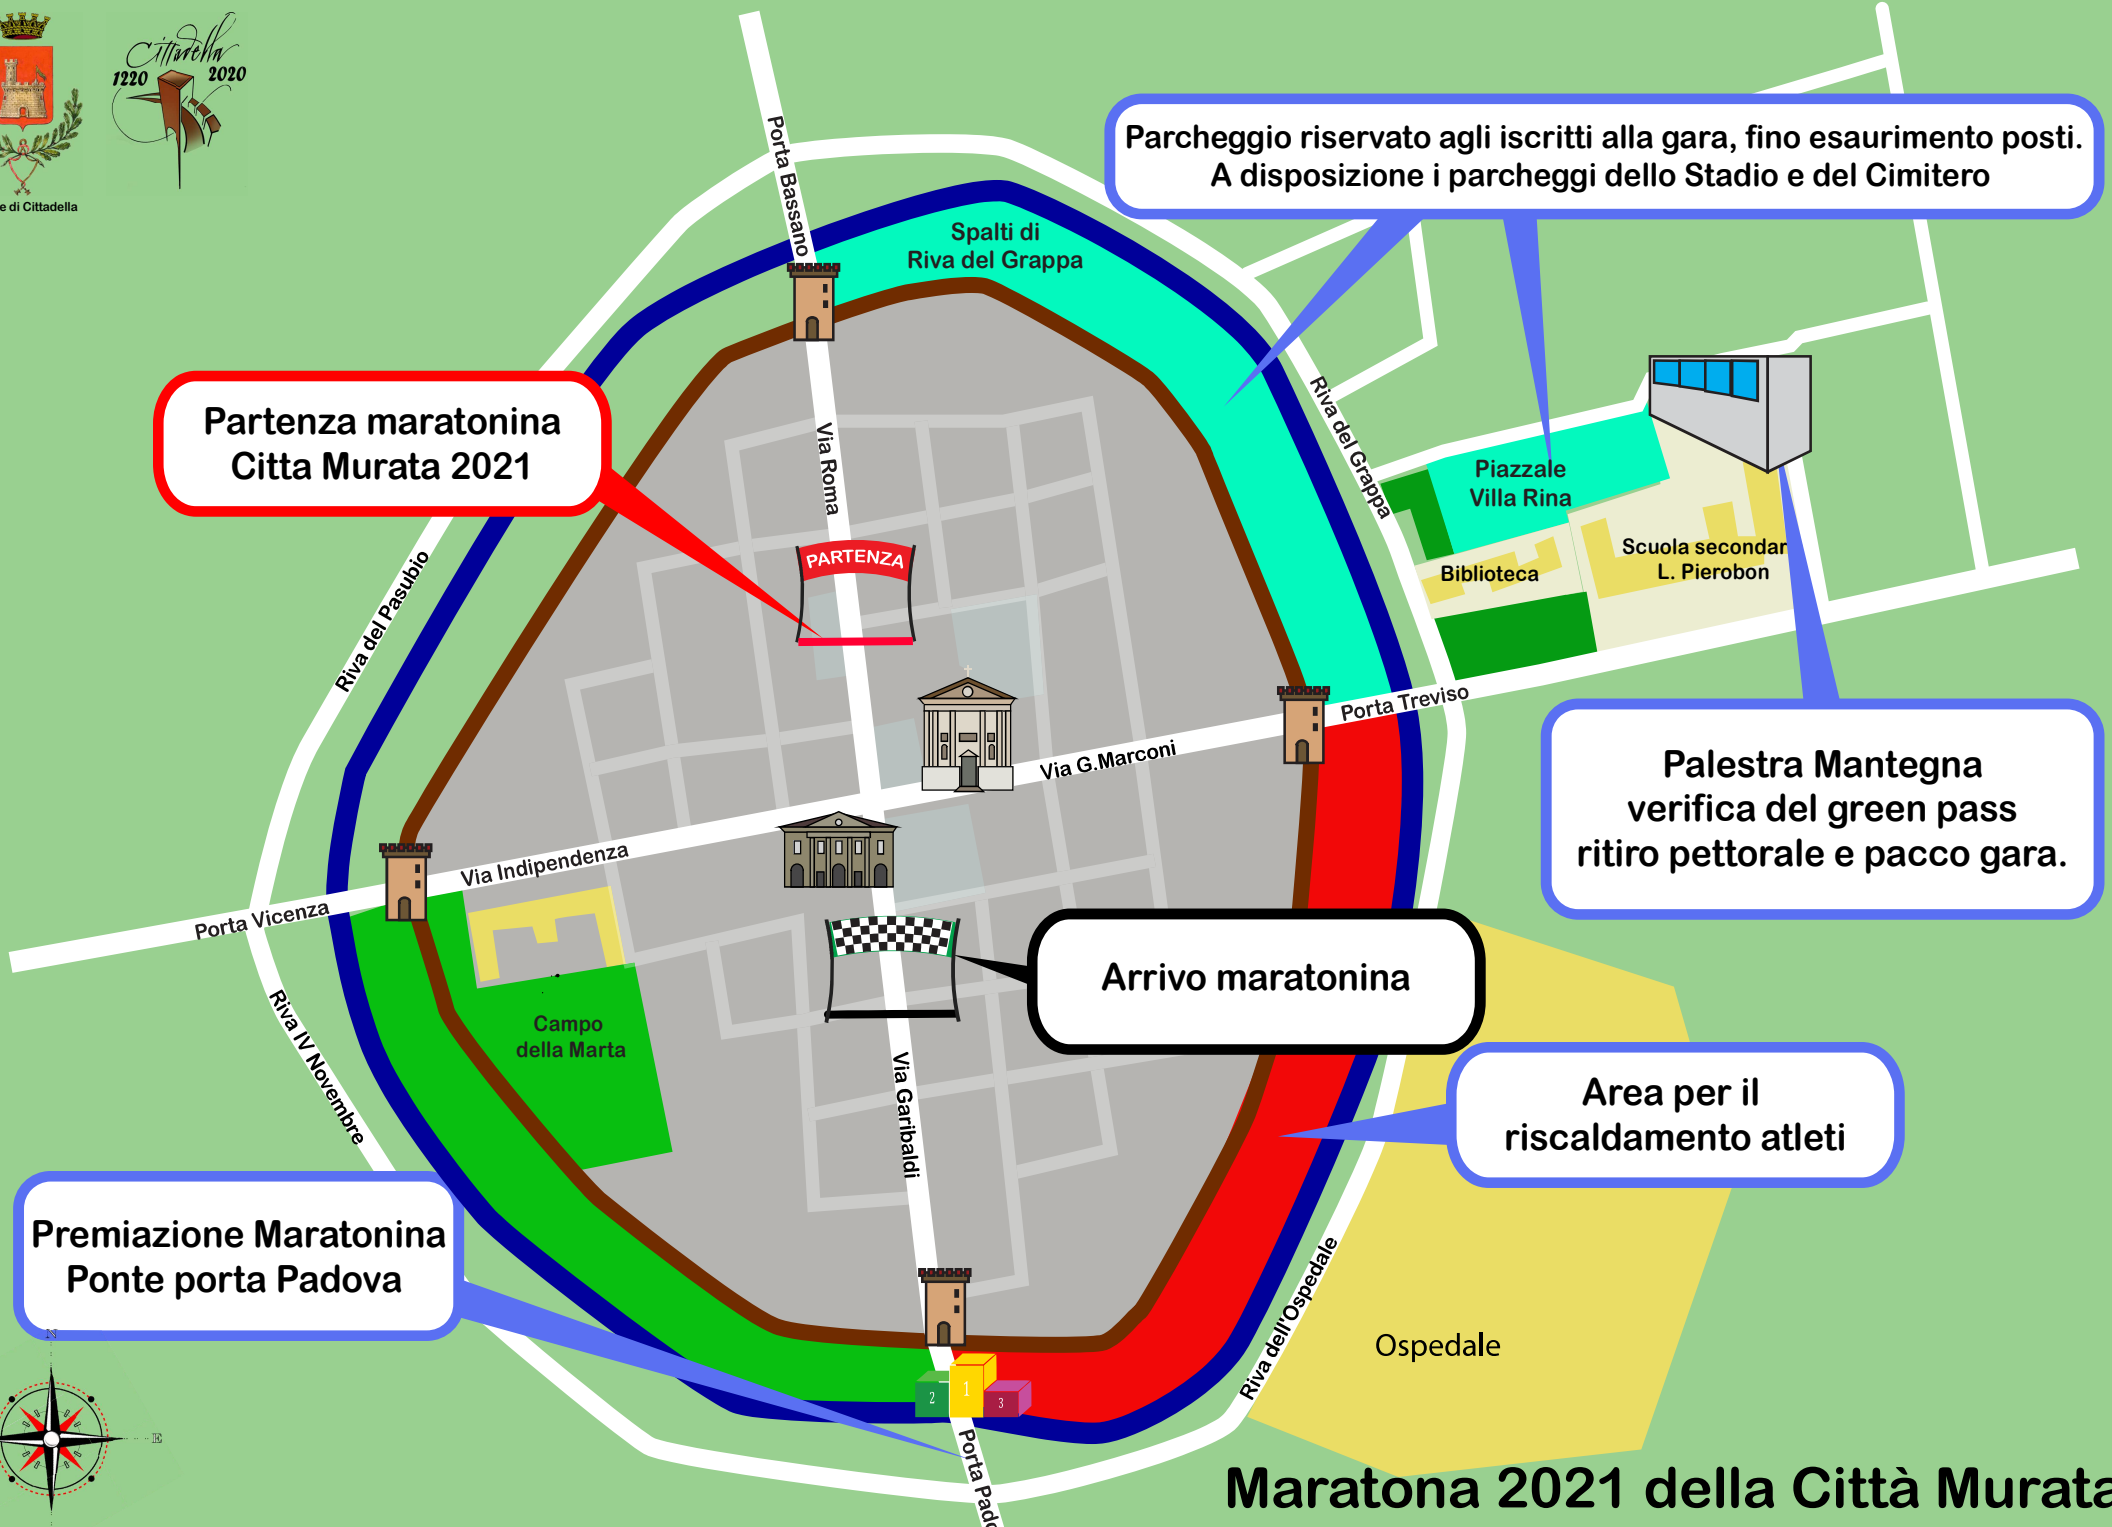 Cittadella
1220 2020
e di Cittadella
Porta Bassano
Parcheggio riservato agli iscritti alla gara, fino esaurimento posti.
A disposizione i parcheggi dello Stadio e del Cimitero
Spalti di
Riva del Grappa
Partenza maratonina
Citta Murata 2021
Via Roma
Riva del Grappa
Piazzale
Villa Rina
PARTENZA
Scuola secondar
L. Pierobon
Biblioteca
Riva del Pasubio
Porta Treviso
Via G.Marconi
Palestra Mantegna
verifica del green pass
ritiro pettorale e pacco gara.
Via Indipendenza
Porta Vicenza
Arrivo maratonina
Riva IV Novembre
Campo
della Marta
Via Garibaldi
Area per il
riscaldamento atleti
Premiazione Maratonina
Ponte porta Padova
Riva dell'Ospedale
Ospedale
2
1
3
N
E
Porta Pado
Maratona 2021 della Città Murata